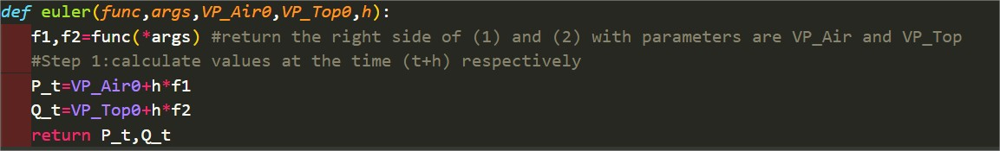 def euler(func,args,VP_Air0,VP_Top0,h):
    f1,f2=func(*args) #return the right side of (1) and (2) with parameters are VP_Air and VP_Top
    #Step 1:calculate values at the time (t+h) respectively
    P_t=VP_Air0+h*f1
    Q_t=VP_Top0+h*f2
    return P_t,Q_t